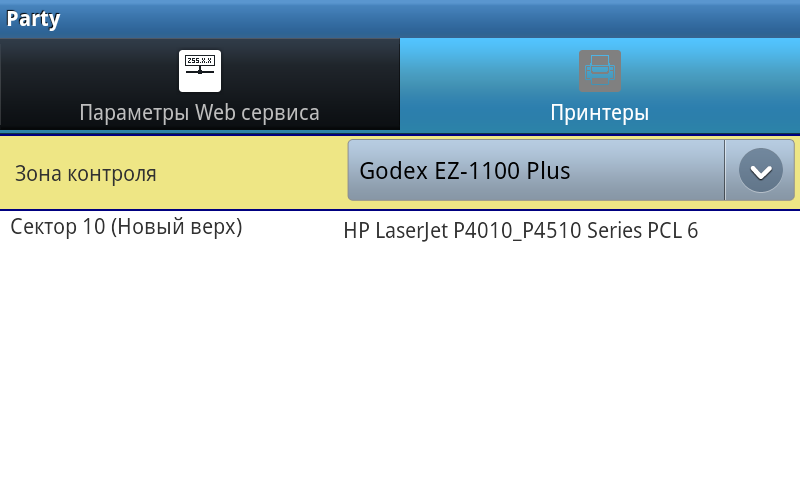 Party
255.X.X
Параметры Web сервиса
Принтеры
Зона контроля
Godex EZ-1100 Plus
Сектор 10 (Новый верх)
HP LaserJet P4010_P4510 Series PCL 6